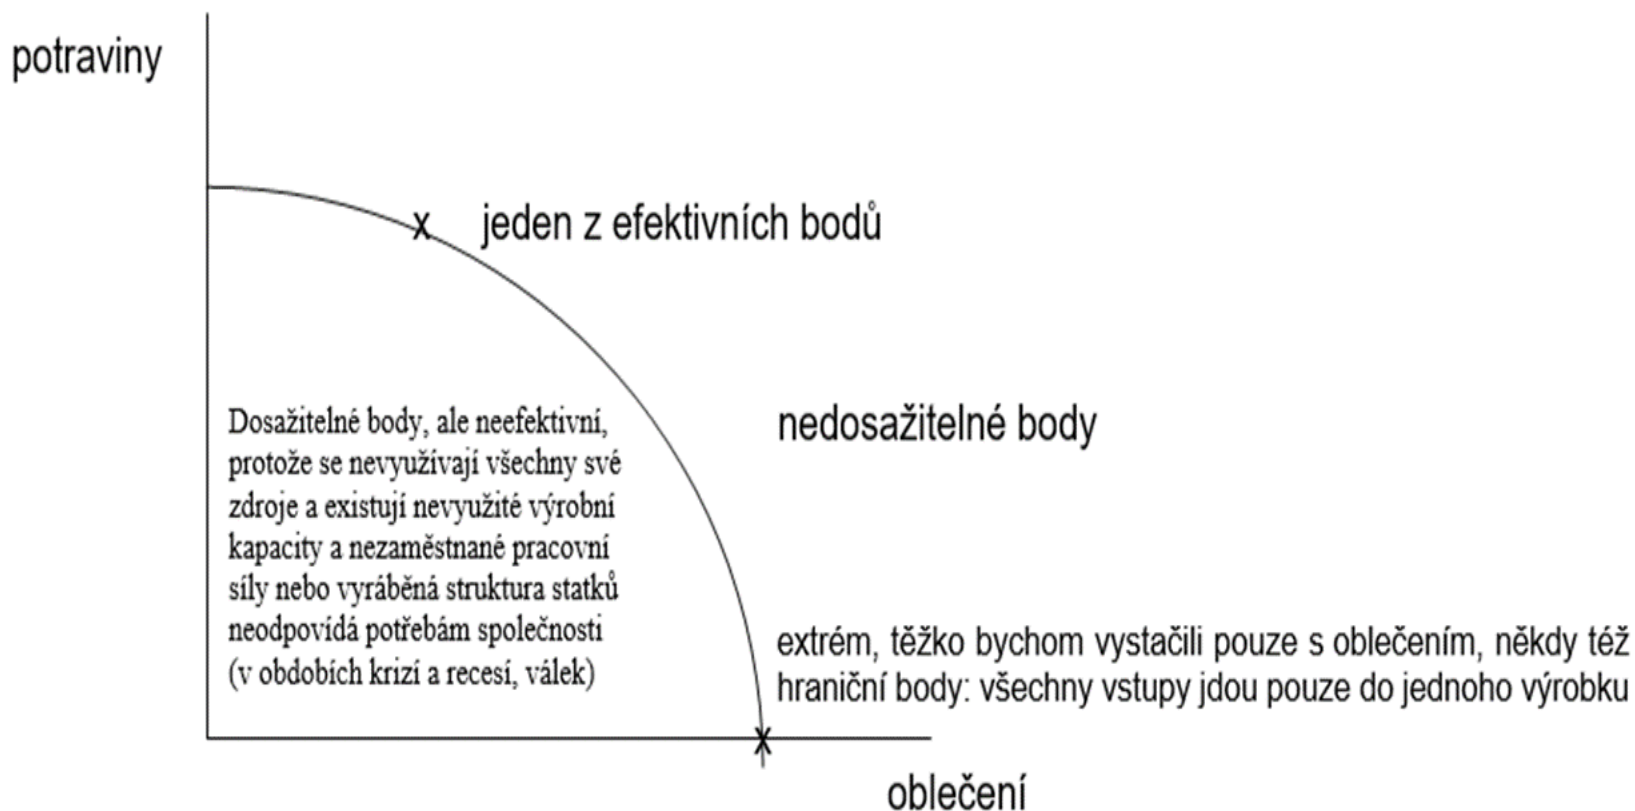 potraviny
x
jeden z efektivních bodů
Dosažitelné body, ale neefektivní,
protože se nevyužívají všechny své
zdroje a existují nevyužité výrobní
kapacity a nezaměstnané pracovní
síly nebo vyráběná struktura statků
neodpovídá potřebám společnosti
(v obdobích krizí a recesí, válek)
nedosažitelné body
extrém, těžko bychom vystačili pouze s oblečením, někdy též
hraniční body: všechny vstupy jdou pouze do jednoho výrobku
x
oblečení